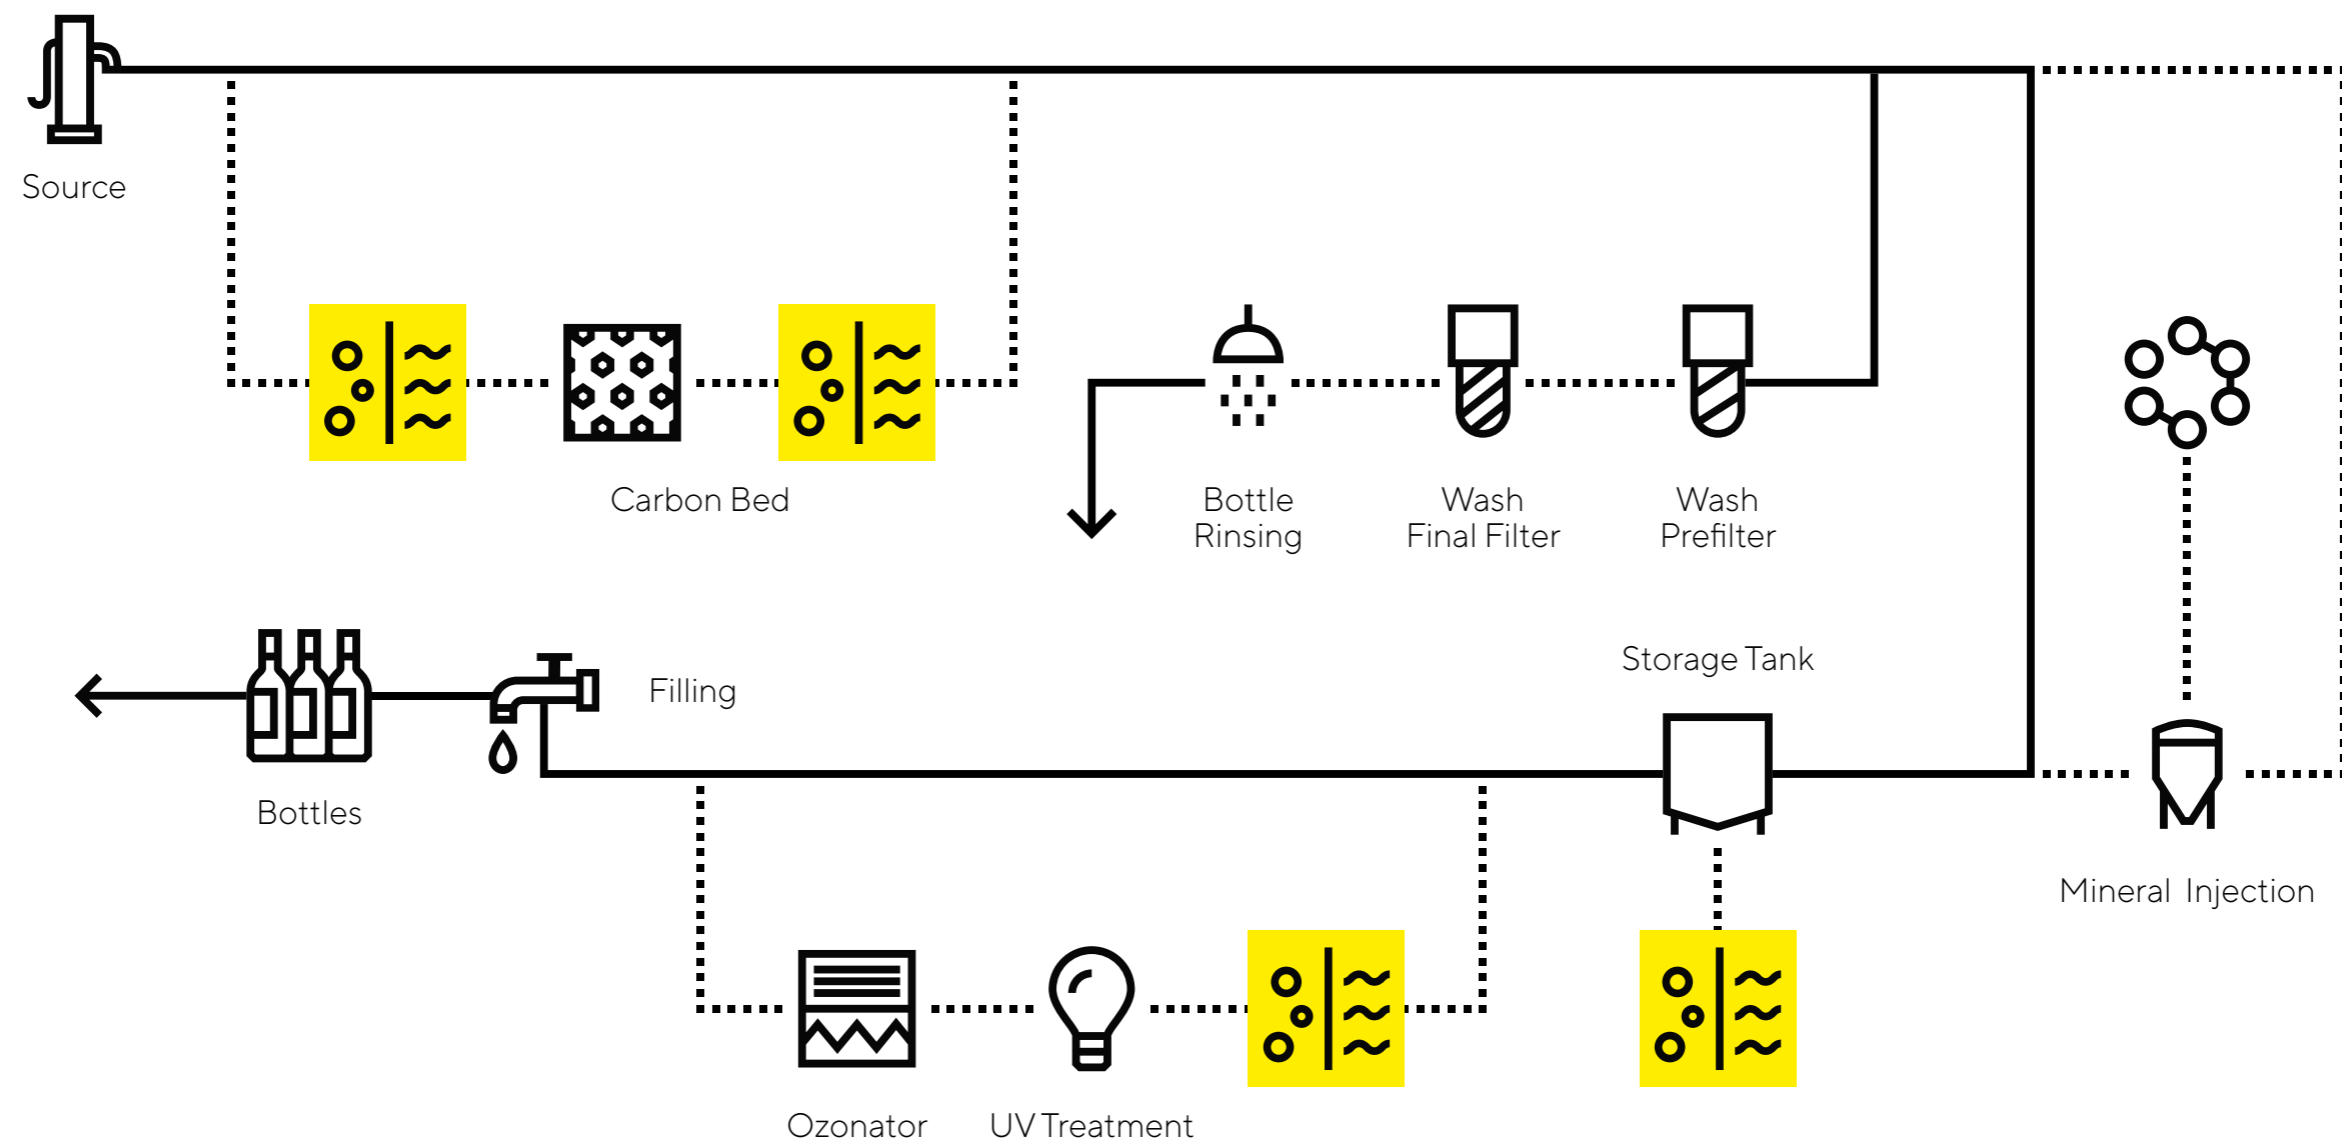 Source
Carbon Bed
Bottle
Rinsing
Wash
Final Filter
Wash
Prefilter
Storage Tank
Filling
Bottles
Mineral Injection
Ozonator
UV Treatment